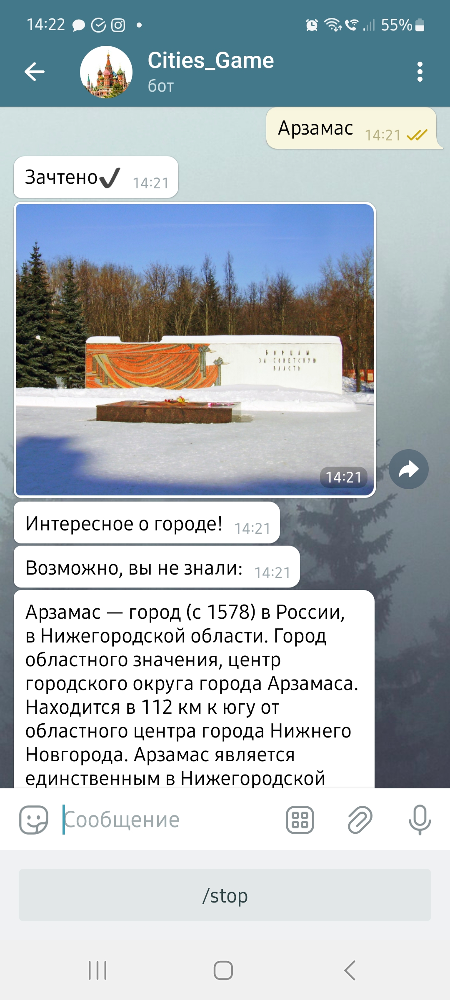 14:22
55%
Cities_Game
бот
Арзамас 14:21
Зачтено✔ 14:21
Борцам
за советскую
власть
14:21
Интересное о городе! 14:21
Возможно, вы не знали: 14:21
Арзамас — город (с 1578) в России,
в Нижегородской области. Город
областного значения, центр
городского округа города Арзамаса.
Находится в 112 км к югу от
областного центра города Нижнего
Новгорода. Арзамас является
единственным в Нижегородской
Сообщение
/stop